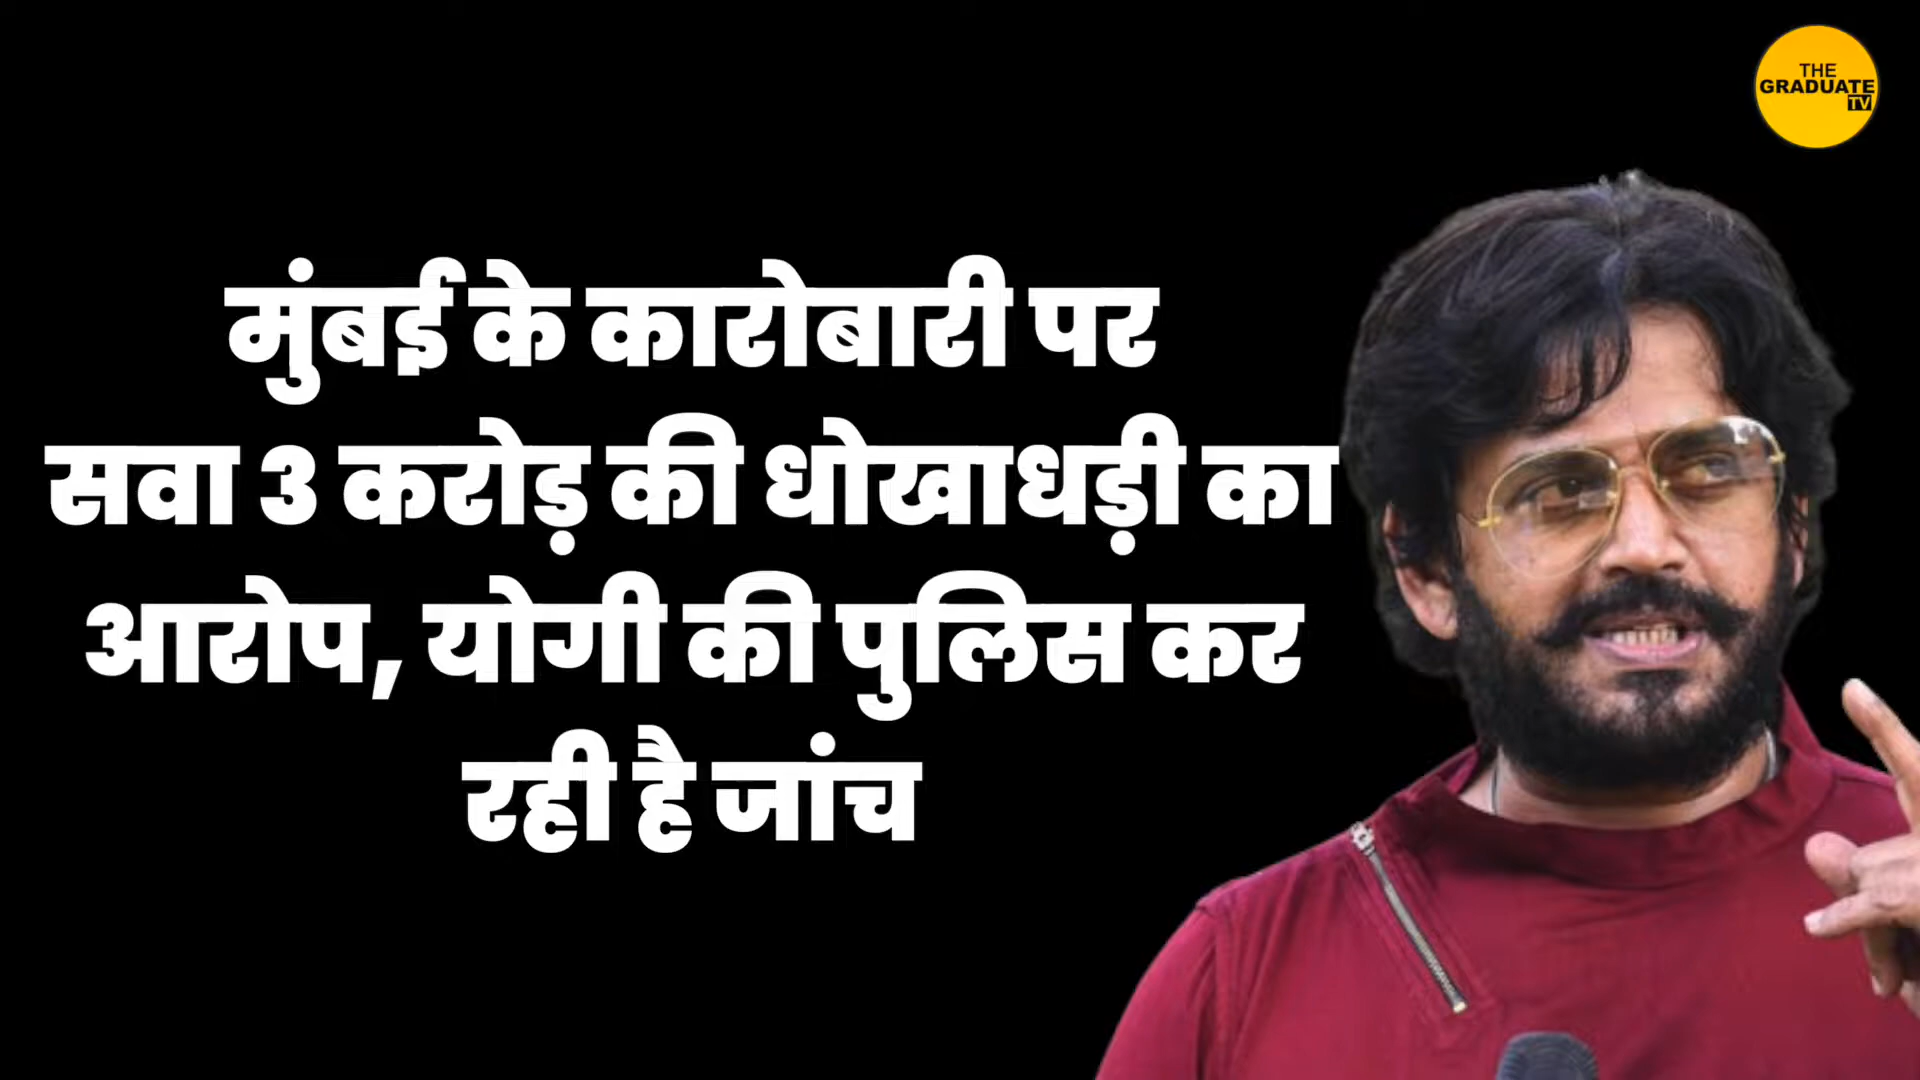 THE
GRADUATE
TV
मुंबई के कारोबारी पर
सवा 3 करोड़ की धोखाधड़ी का
आरोप, योगी की पुलिस कर
रही है जांच